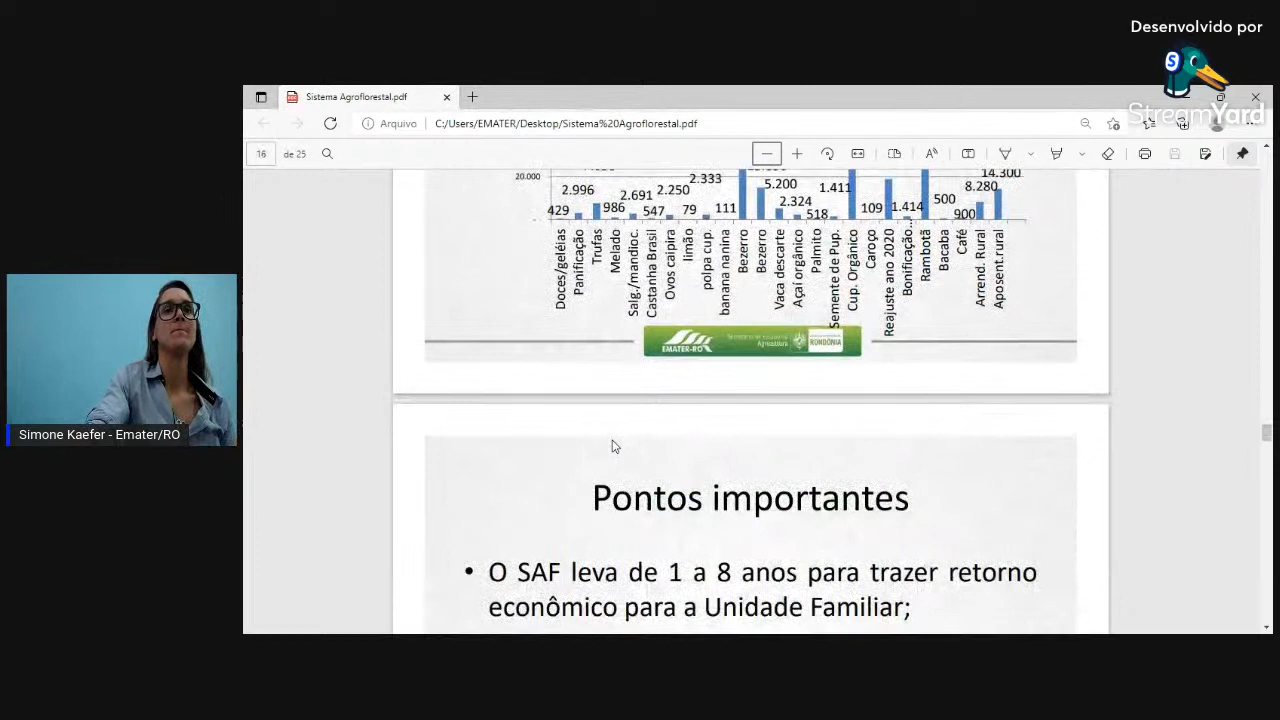 Desenvolvido por
StreamYard
Sistema Agroflorestal.pdf
Arquivo C:/Users/EMATER/Desktop/Sistema%20Agroflorestal.pdf
16 de 25
20.000
2.996
429
986
2.691
547
2.250
79
2.333
111
5.200
2.324
518
1.411
109
1.414
500
900
8.280
14.300
Doces/geléias
Panificação
Trufas
Melado
Salg./mandioc.
Castanha Brasil
Ovos caipira
limão
polpa cup.
banana nanina
Bezerro
Bezerro
Vaca descarte
Açaí orgânico
Palmito
Semente de Pup.
Cup. Orgânico
Caroço
Reajuste ano 2020
Bonificação...
Rambotã
Bacaba
Café
Arrend. Rural
Aposent.rural
EMATER-RO
Agricultura
RONDÔNIA
Simone Kaefer - Emater/RO
Pontos importantes
• O SAF leva de 1 a 8 anos para trazer retorno
econômico para a Unidade Familiar;